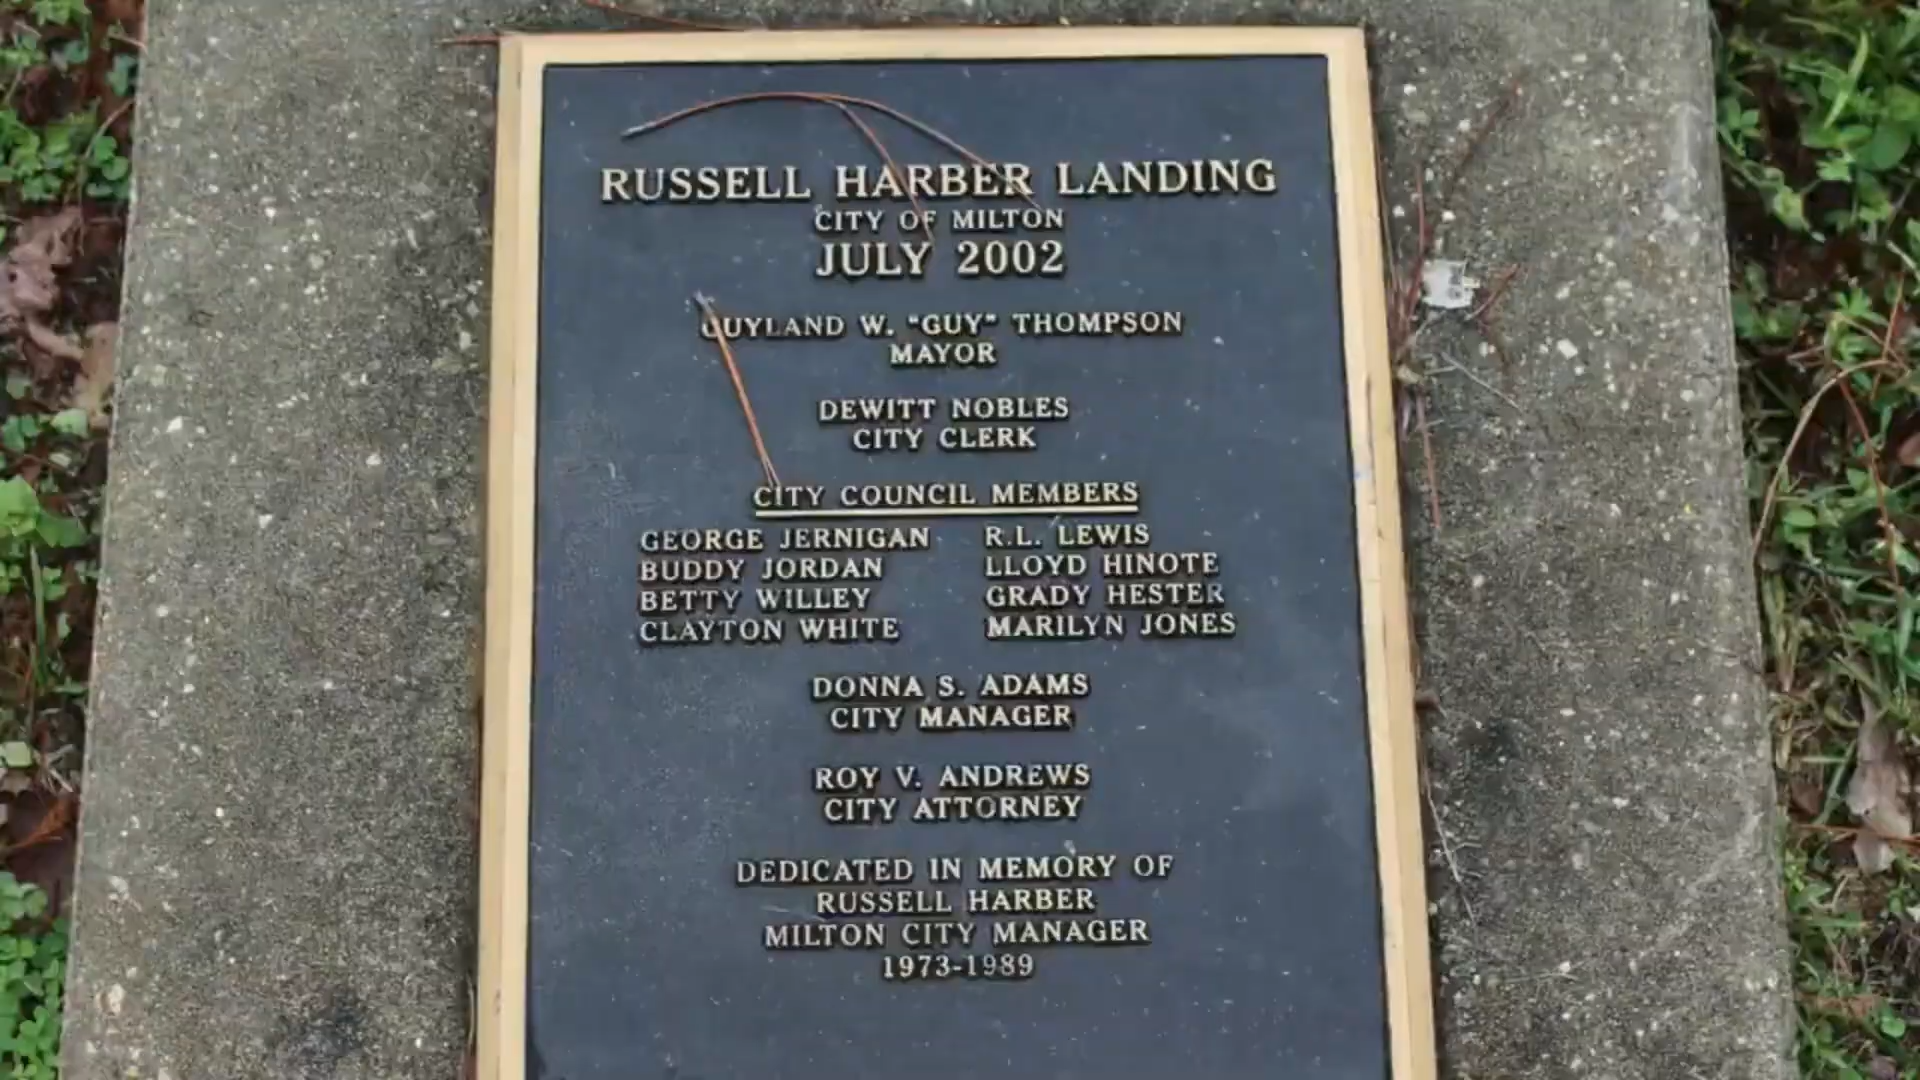 RUSSELL HARBER LANDING
CITY OF MILTON
JULY 2002
GUYLAND W. "GUY" THOMPSON
MAYOR
DEWITT NOBLES
CITY CLERK
CITY COUNCIL MEMBERS
GEORGE JERNIGAN R.L. LEWIS
BUDDY JORDAN LLOYD HINOTE
BETTY WILLEY GRADY HESTER
CLAYTON WHITE MARILYN JONES
DONNA S. ADAMS
CITY MANAGER
ROY V. ANDREWS
CITY ATTORNEY
DEDICATED IN MEMORY OF
RUSSELL HARBER
MILTON CITY MANAGER
1973-1989